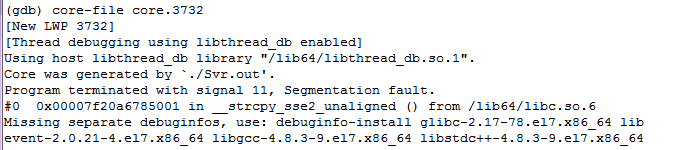 (gdb) core-file core.3732
[New LWP 3732]
[Thread debugging using libthread_db enabled]
Using host libthread_db library "/lib64/libthread_db.so.1".
Core was generated by `./Svr.out'.
Program terminated with signal 11, Segmentation fault.
#0  0x00007f20a6785001 in __strcpy_sse2_unaligned () from /lib64/libc.so.6
Missing separate debuginfos, use: debuginfo-install glibc-2.17-78.el7.x86_64 lib
event-2.0.21-4.el7.x86_64 libgcc-4.8.3-9.el7.x86_64 libstdc++-4.8.3-9.el7.x86_64